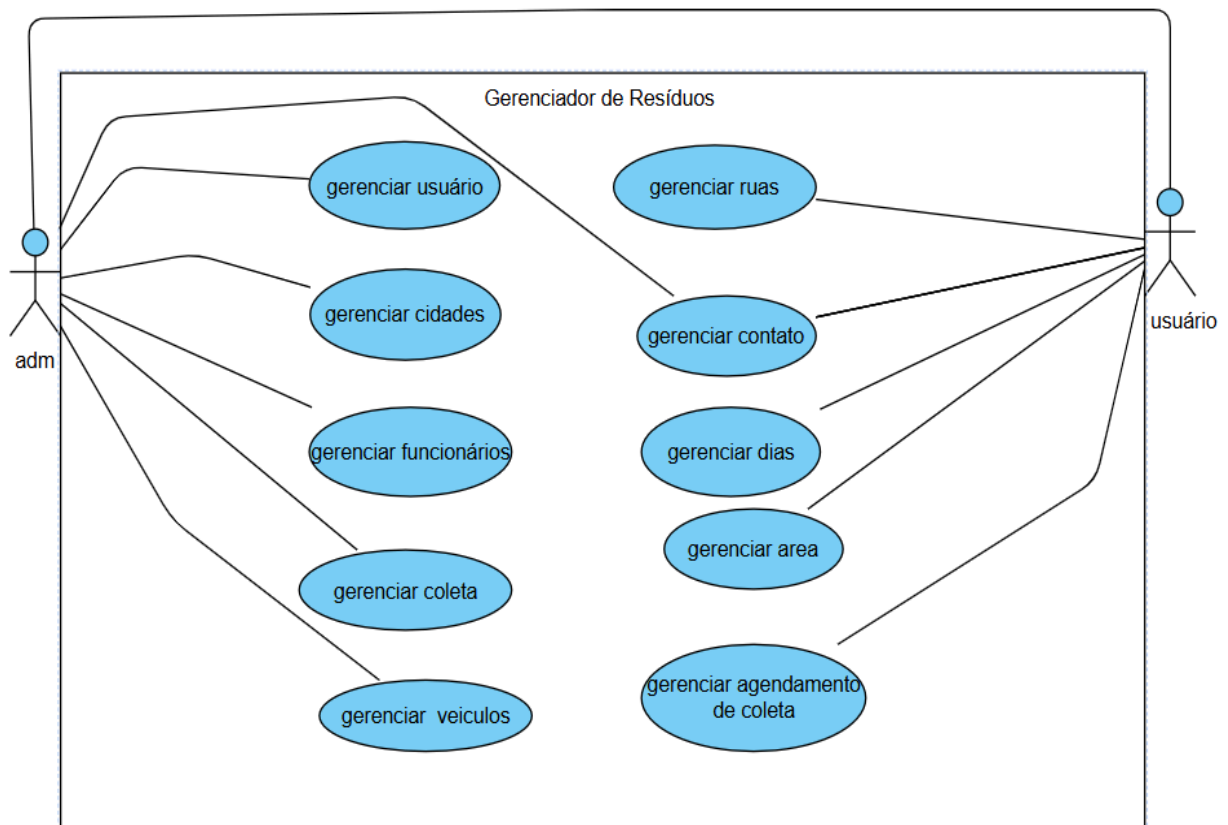 Gerenciador de Resíduos
gerenciar usuário
gerenciar ruas
gerenciar cidades
gerenciar contato
usuário
adm
gerenciar funcionários
gerenciar dias
gerenciar area
gerenciar coleta
gerenciar agendamento
de coleta
gerenciar veiculos